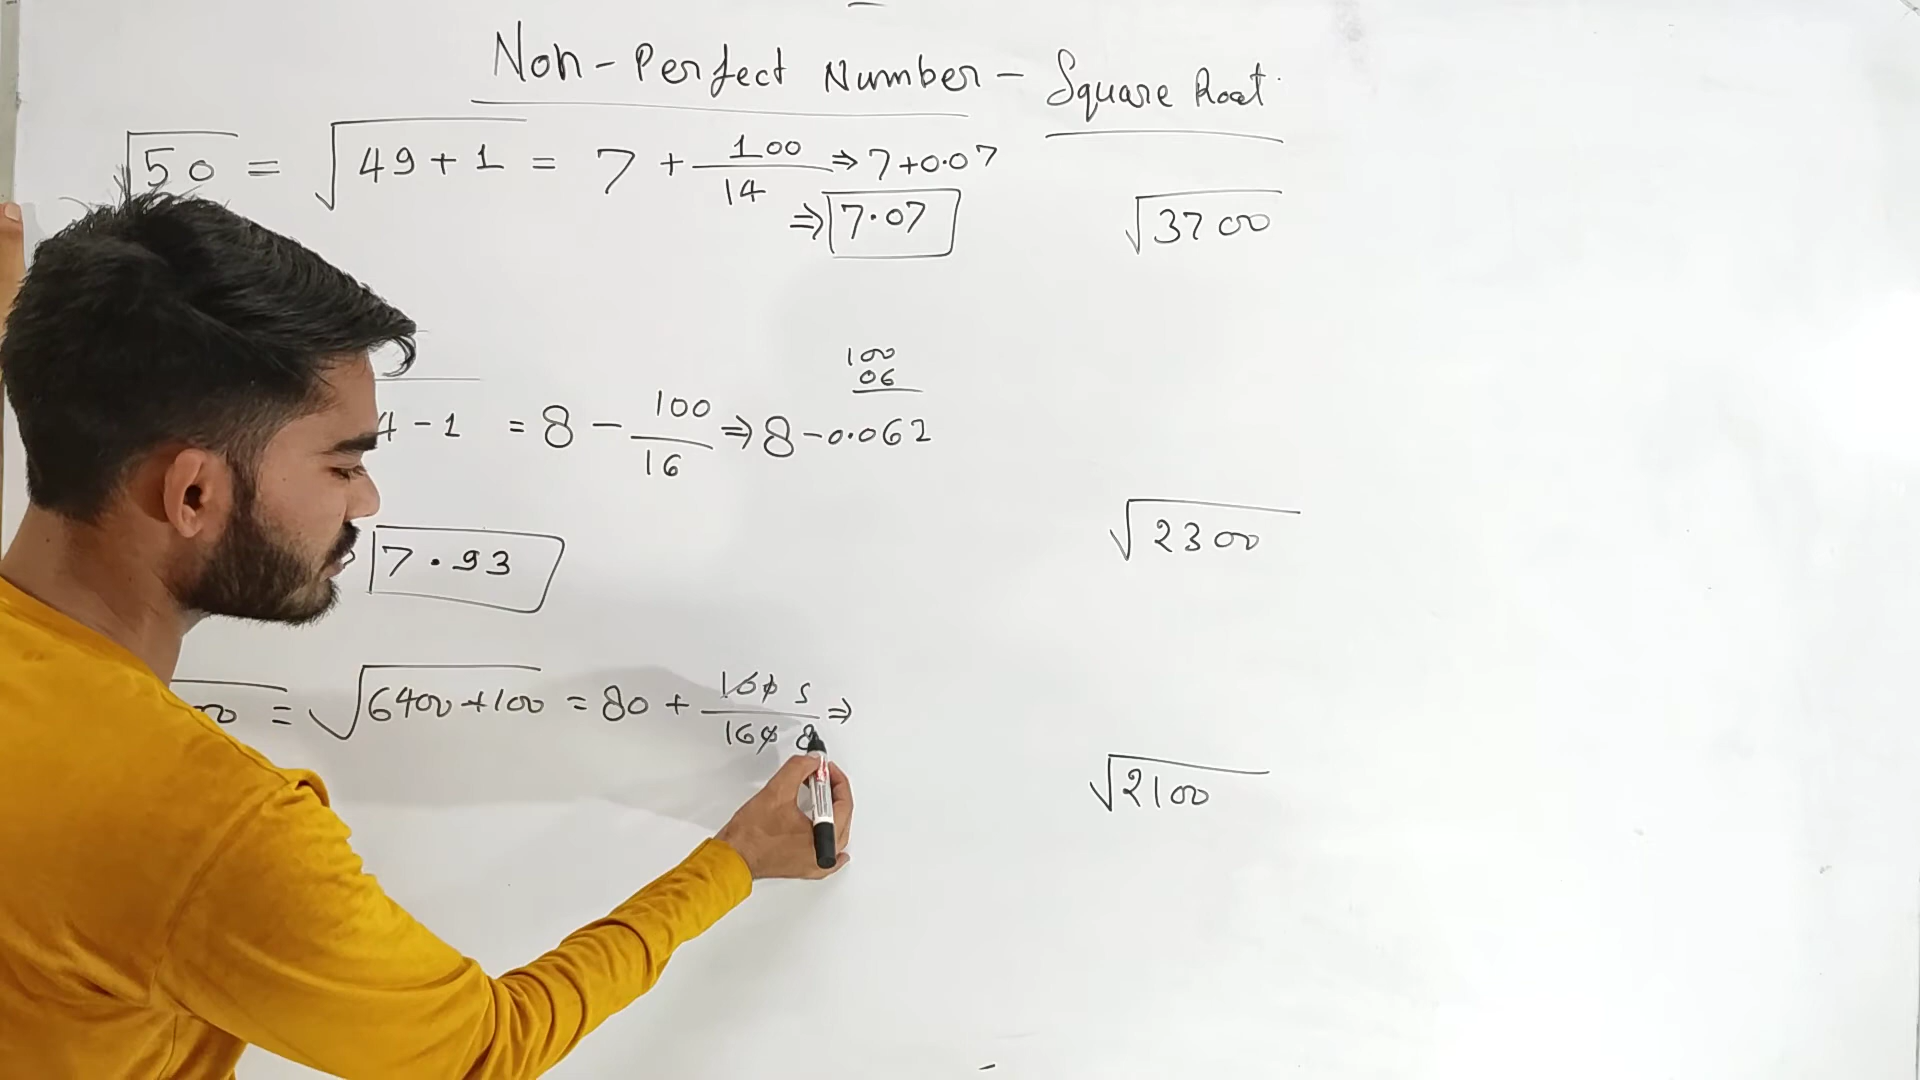 Non-Perfect Number - Square Root
√50 = √49+1 = 7 + 100/14 ⇒ 7+0.07
⇒ 7.07
√3700
100
06
4-1 = 8 - 100/16 ⇒ 8-0.062
7.93
√2300
00 = √6400+100 = 80 + 100 5/160 8 ⇒
√2100